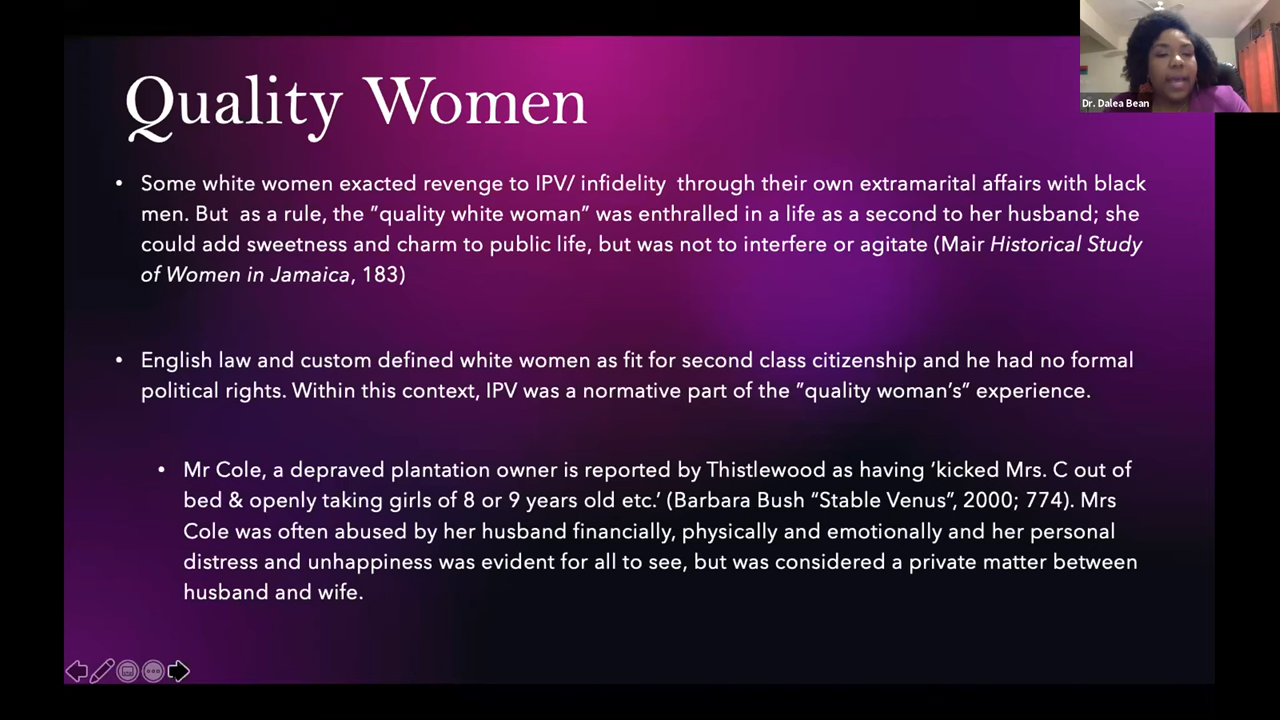 Quality Women
Dr. Dalea Bean
• Some white women exacted revenge to IPV/ infidelity through their own extramarital affairs with black
men. But as a rule, the ”quality white woman” was enthralled in a life as a second to her husband; she
could add sweetness and charm to public life, but was not to interfere or agitate (Mair Historical Study
of Women in Jamaica, 183)
• English law and custom defined white women as fit for second class citizenship and he had no formal
political rights. Within this context, IPV was a normative part of the ”quality woman’s” experience.
• Mr Cole, a depraved plantation owner is reported by Thistlewood as having ‘kicked Mrs. C out of
bed & openly taking girls of 8 or 9 years old etc.’ (Barbara Bush “Stable Venus”, 2000; 774). Mrs
Cole was often abused by her husband financially, physically and emotionally and her personal
distress and unhappiness was evident for all to see, but was considered a private matter between
husband and wife.